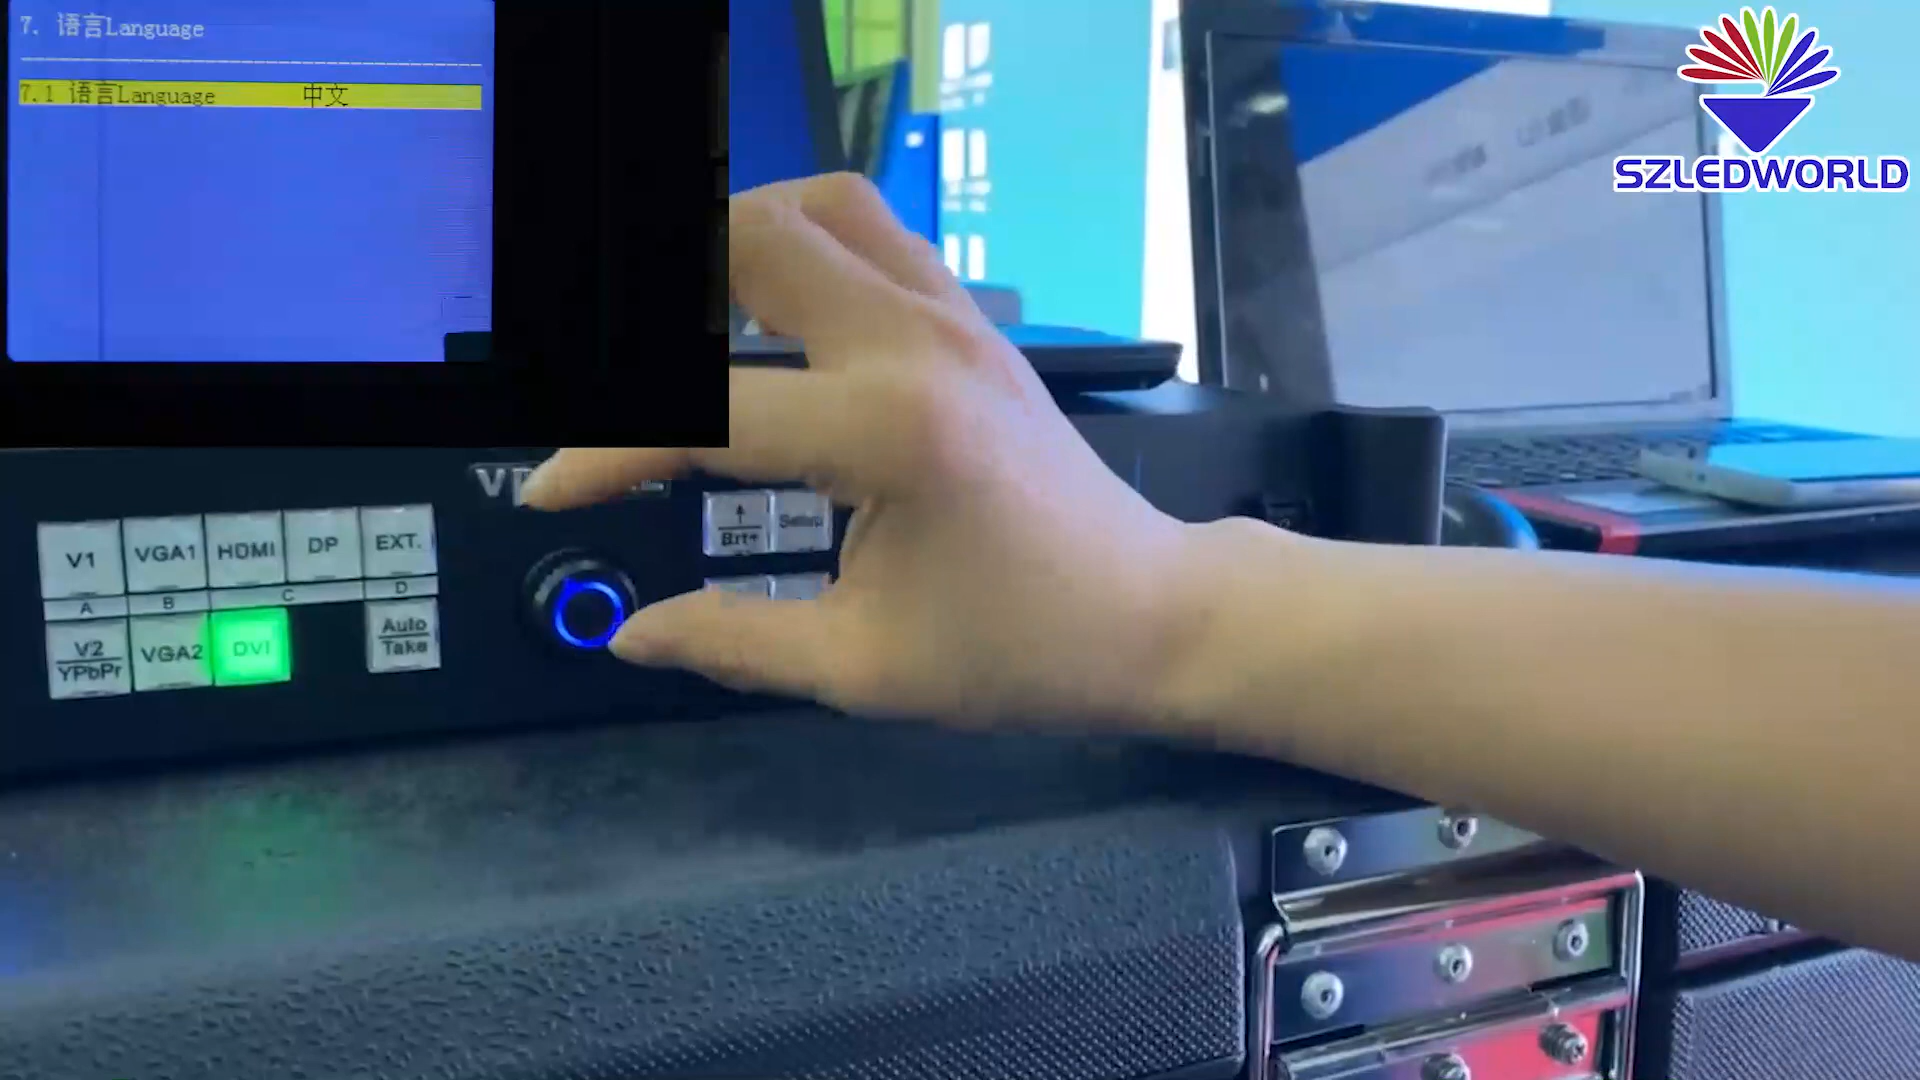 7. 语言Language
7.1 语言Language 中文
SZLEDWORLD
V1 VGA1 HDMI DP EXT.
A B C D
V2 YPbPr VGA2 DVI Auto Take
Brt+ Setup